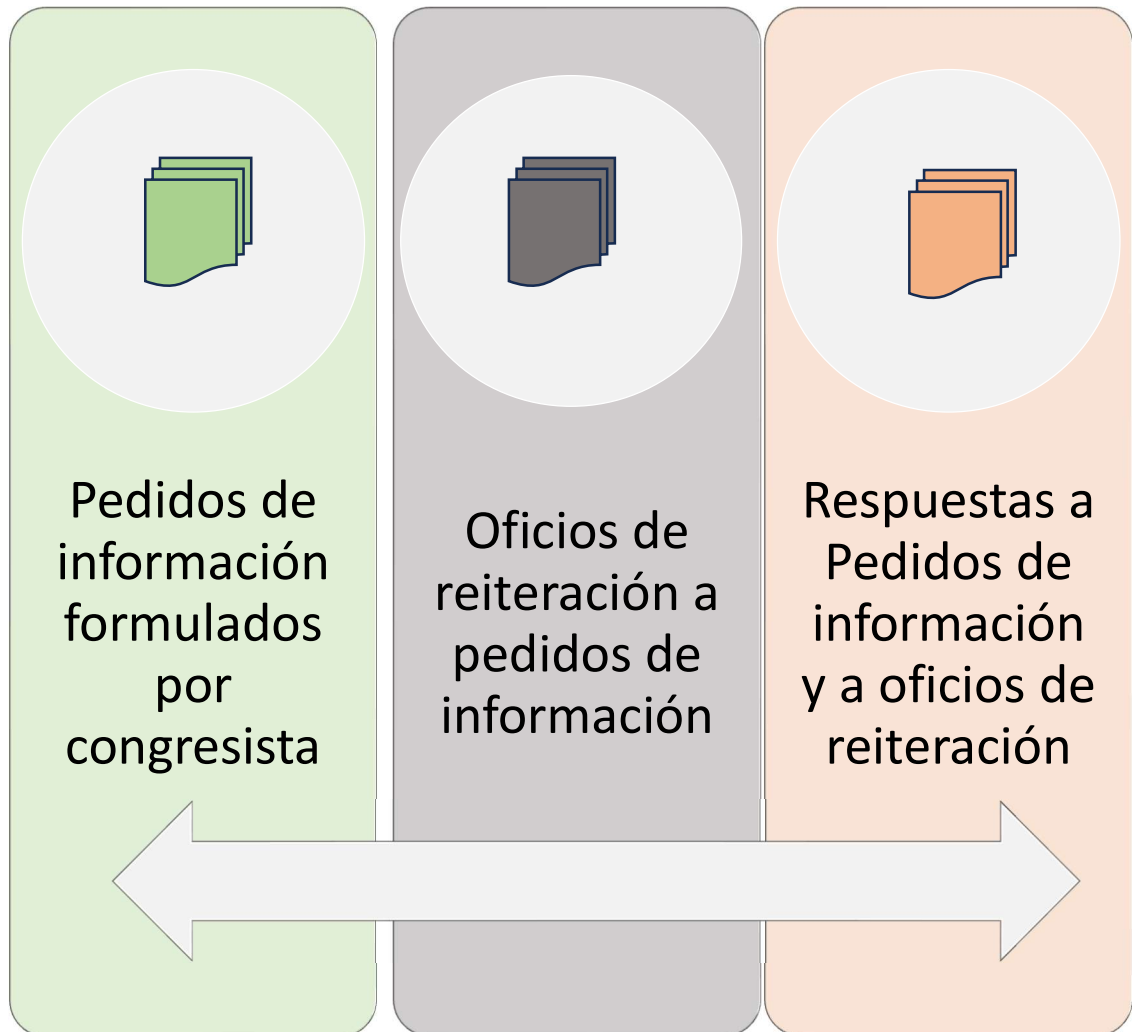 Pedidos de
información
formulados
por
congresista
Oficios de
reiteración a
pedidos de
información
Respuestas a
Pedidos de
información
y a oficios de
reiteración